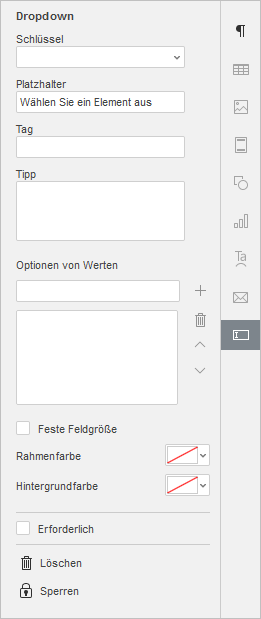 Dropdown
Schlüssel
Platzhalter
Wählen Sie ein Element aus
Tag
Tipp
Optionen von Werten
Feste Feldgröße
Rahmenfarbe
Hintergrundfarbe
Erforderlich
Löschen
Sperren
Ta